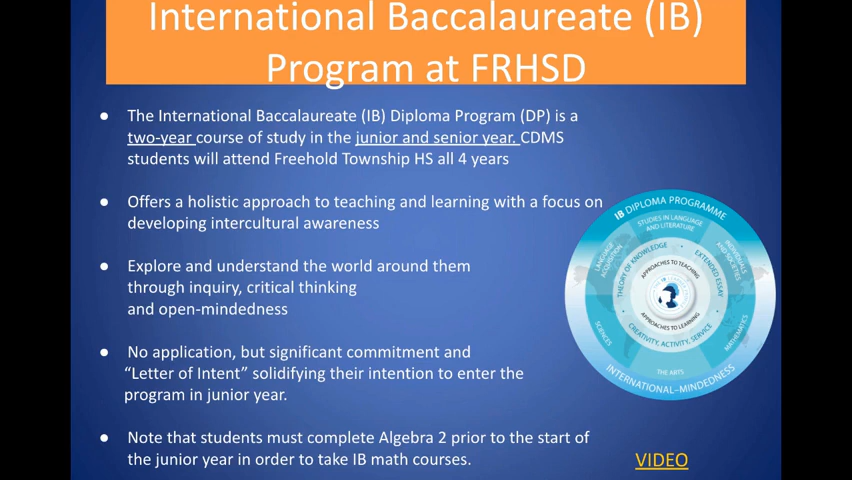 International Baccalaureate (IB)
Program at FRHSD
● The International Baccalaureate (IB) Diploma Program (DP) is a
two-year course of study in the junior and senior year. CDMS
students will attend Freehold Township HS all 4 years
● Offers a holistic approach to teaching and learning with a focus on
developing intercultural awareness
● Explore and understand the world around them
through inquiry, critical thinking
and open-mindedness
● No application, but significant commitment and
“Letter of Intent” solidifying their intention to enter the
program in junior year.
● Note that students must complete Algebra 2 prior to the start of
the junior year in order to take IB math courses.
IB DIPLOMA PROGRAMME
STUDIES IN LANGUAGE
AND LITERATURE
LANGUAGE
ACQUISITION
INDIVIDUALS
AND SOCIETIES
THEORY OF KNOWLEDGE
EXTENDED ESSAY
APPROACHES TO TEACHING
APPROACHES TO LEARNING
CREATIVITY, ACTIVITY, SERVICE
SCIENCES
MATHEMATICS
THE ARTS
INTERNATIONAL-MINDEDNESS
VIDEO